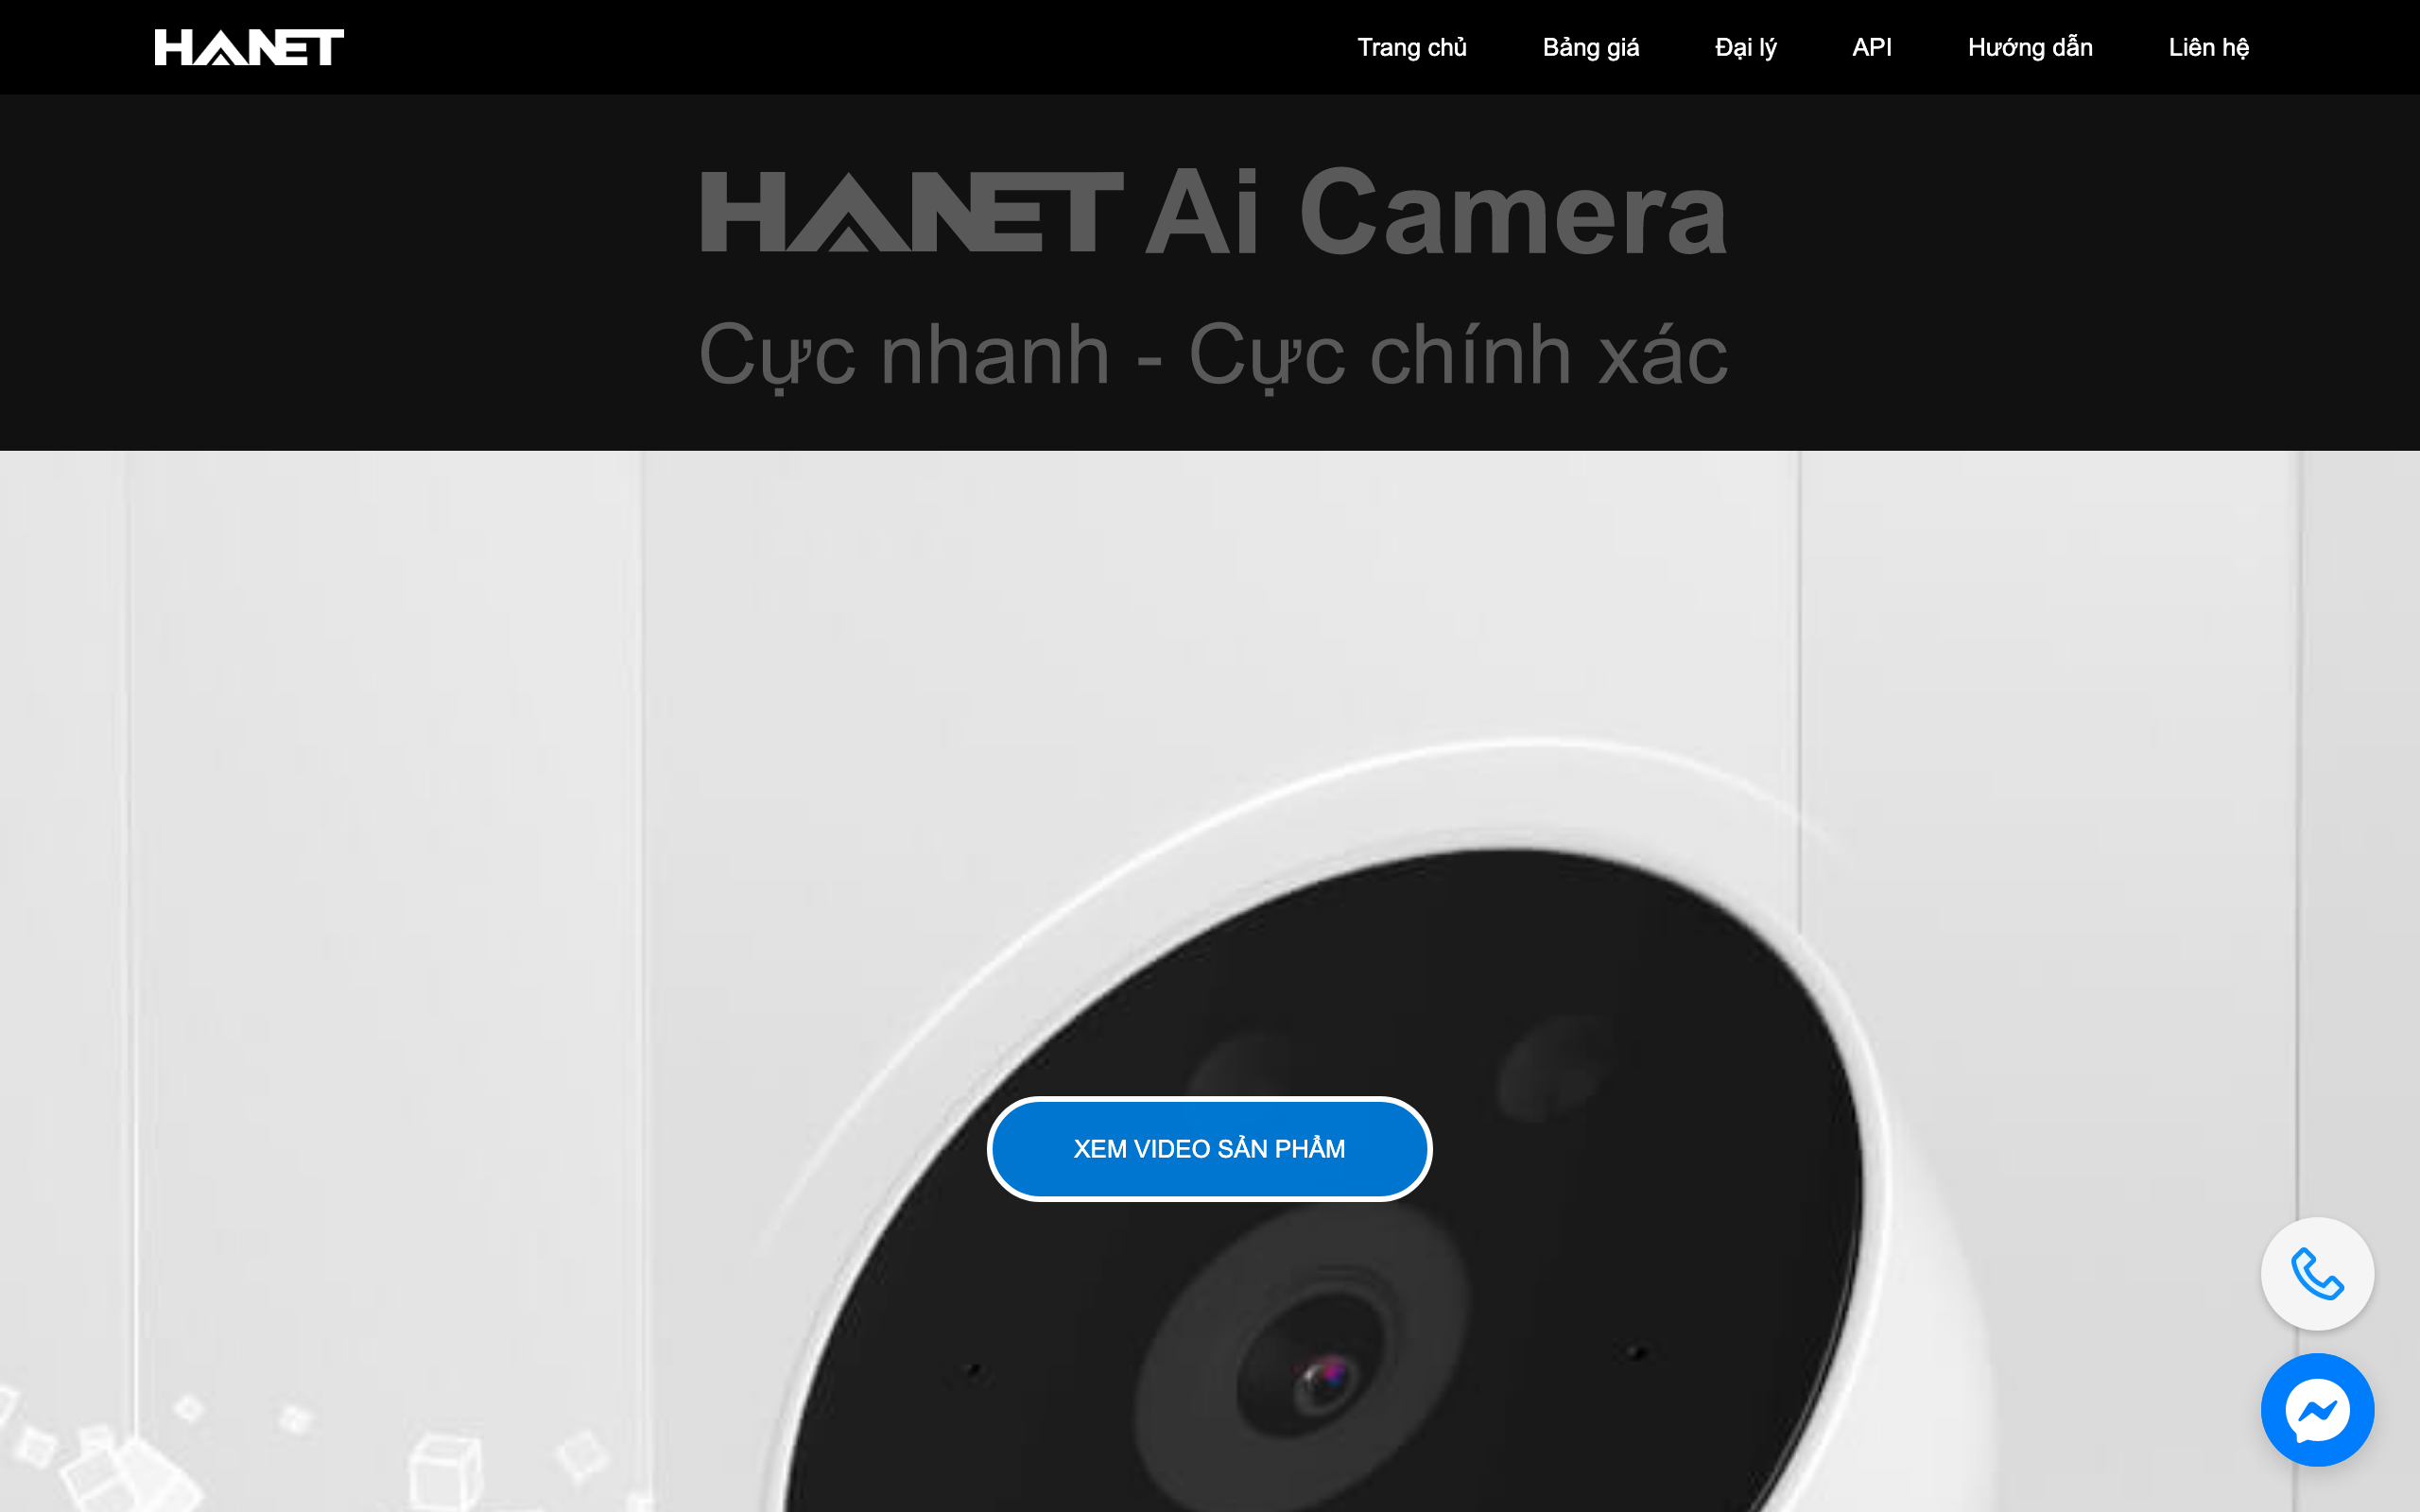 HANET
Trang chủ
Bảng giá
Đại lý
API
Hướng dẫn
Liên hệ
HANET Ai Camera
Cực nhanh - Cực chính xác
XEM VIDEO SẢN PHẨM